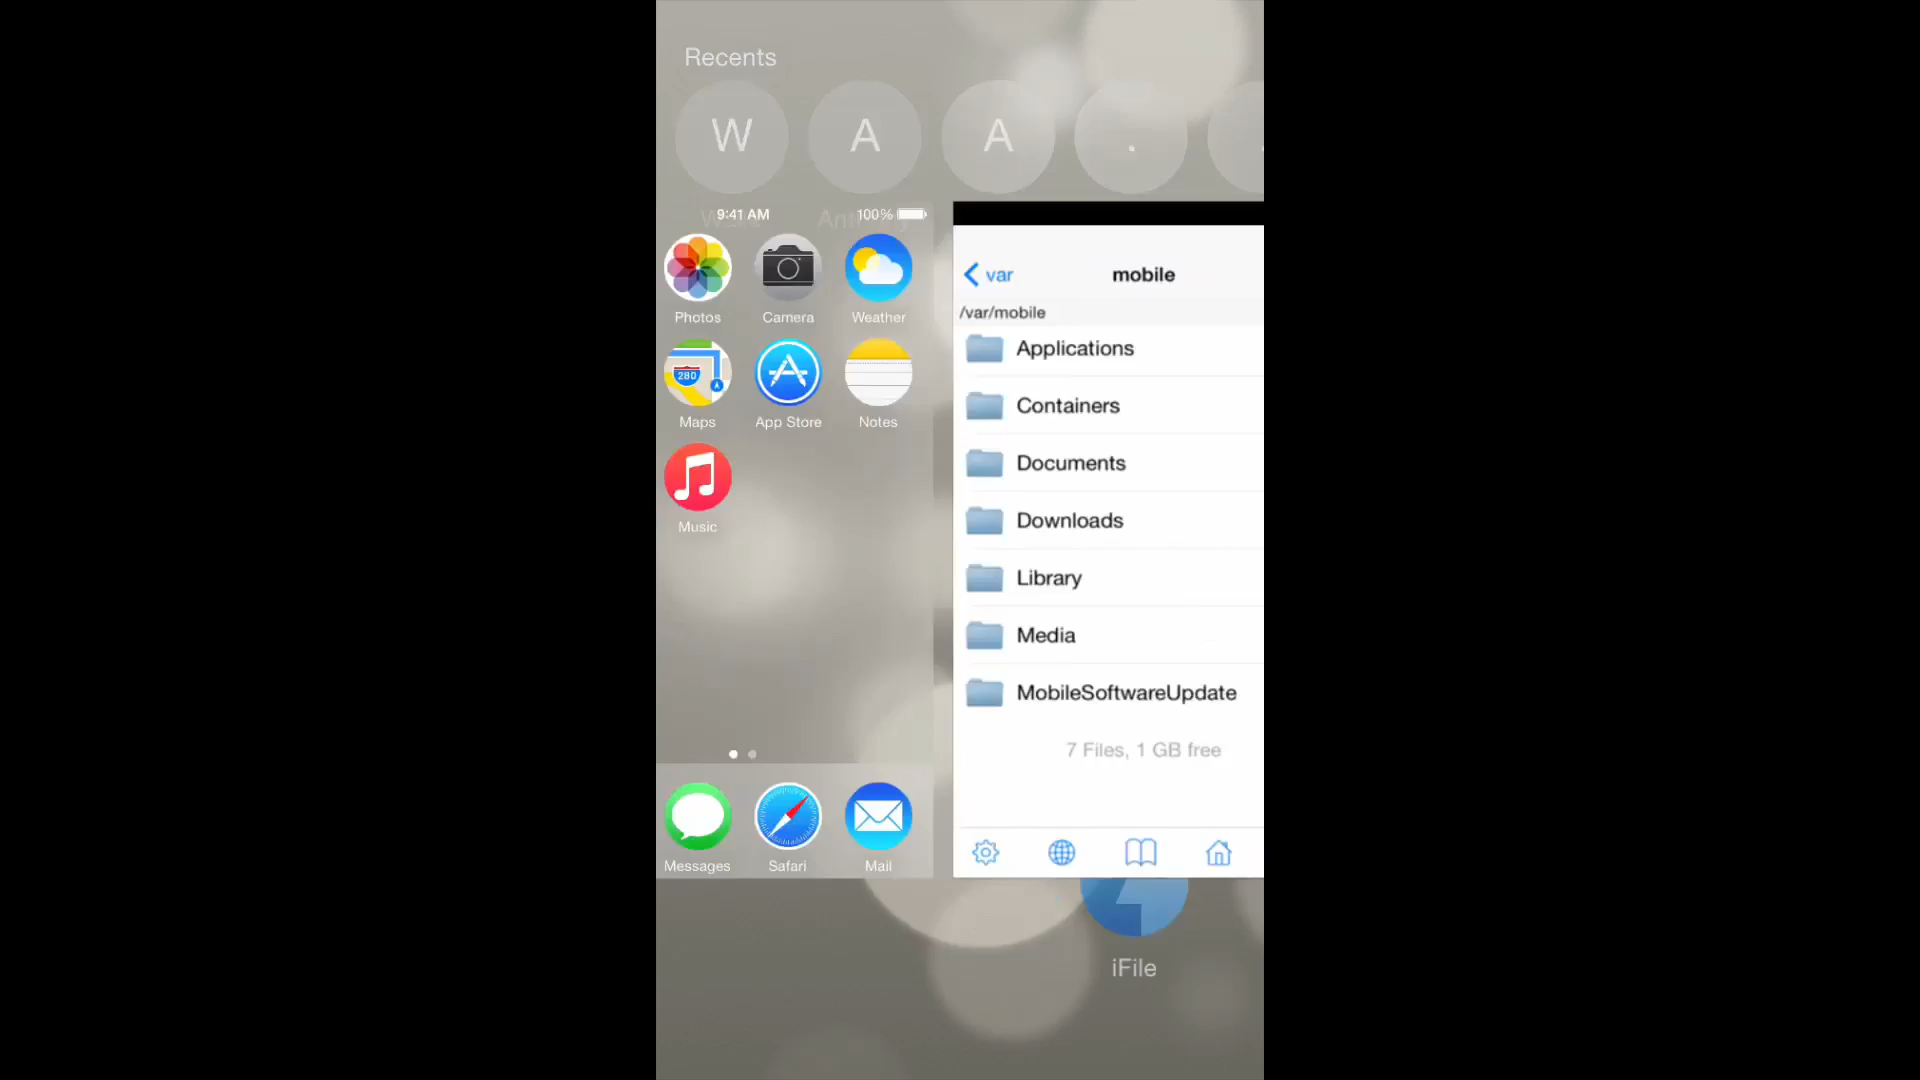 Recents
W
A
A
.
9:41 AM
100%
Photos
Camera
Weather
280
Maps
App Store
Notes
Music
Messages
Safari
Mail
var
mobile
/var/mobile
Applications
Containers
Documents
Downloads
Library
Media
MobileSoftwareUpdate
7 Files, 1 GB free
iFile